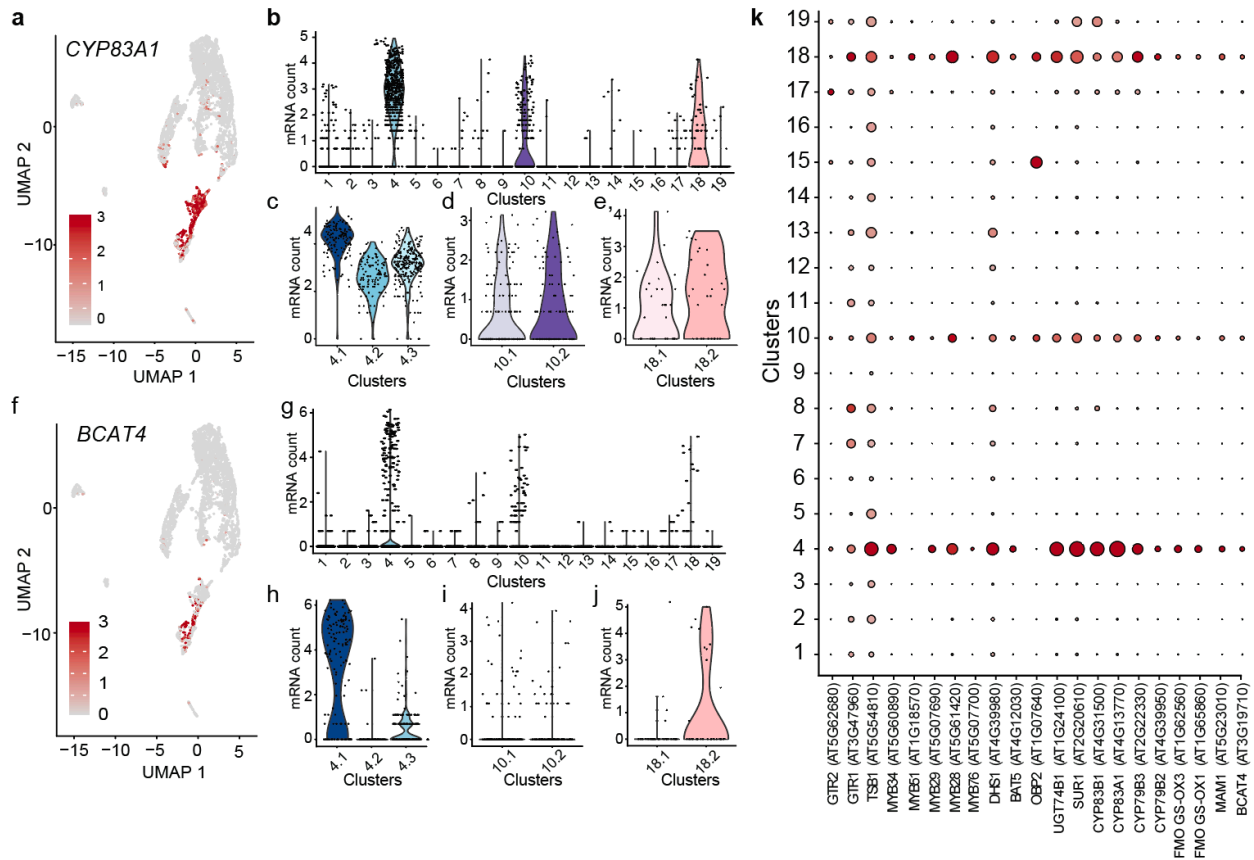 a
CYP83A1
0
−10
UMAP 2
3
2
1
0
−15 −10 −5 0 5
UMAP 1
b
mRNA count
5
4
3
2
1
0
1 2 3 4 5 6 7 8 9 10 11 12 13 14 15 16 17 18 19
Clusters
c
mRNA count
4
2
0
4.1 4.2 4.3
Clusters
d
mRNA count
3
2
1
0
10.1 10.2
Clusters
e
mRNA count
4
3
2
1
0
18.1 18.2
Clusters
f
BCAT4
0
−10
UMAP 2
3
2
1
0
−15 −10 −5 0 5
UMAP 1
g
mRNA count
6
4
2
0
1 2 3 4 5 6 7 8 9 10 11 12 13 14 15 16 17 18 19
Clusters
h
mRNA count
6
4
2
0
4.1 4.2 4.3
Clusters
i
mRNA count
4
3
2
1
0
10.1 10.2
Clusters
j
mRNA count
5
4
3
2
1
0
18.1 18.2
Clusters
k
Clusters
19
18
17
16
15
14
13
12
11
10
9
8
7
6
5
4
3
2
1
GTR2 (AT5G62680)
GTR1 (AT3G47960)
TSB1 (AT5G54810)
MYB34 (AT5G60890)
MYB51 (AT1G18570)
MYB29 (AT5G07690)
MYB28 (AT5G61420)
MYB76 (AT5G07700)
DHS1 (AT4G39980)
BAT5 (AT4G12030)
OBP2 (AT1G07640)
UGT74B1 (AT1G24100)
SUR1 (AT2G20610)
CYP83B1 (AT4G31500)
CYP83A1 (AT4G13770)
CYP79B3 (AT2G22330)
CYP79B2 (AT4G39950)
FMO GS-OX3 (AT1G62560)
FMO GS-OX1 (AT1G65860)
MAM1 (AT5G23010)
BCAT4 (AT3G19710)